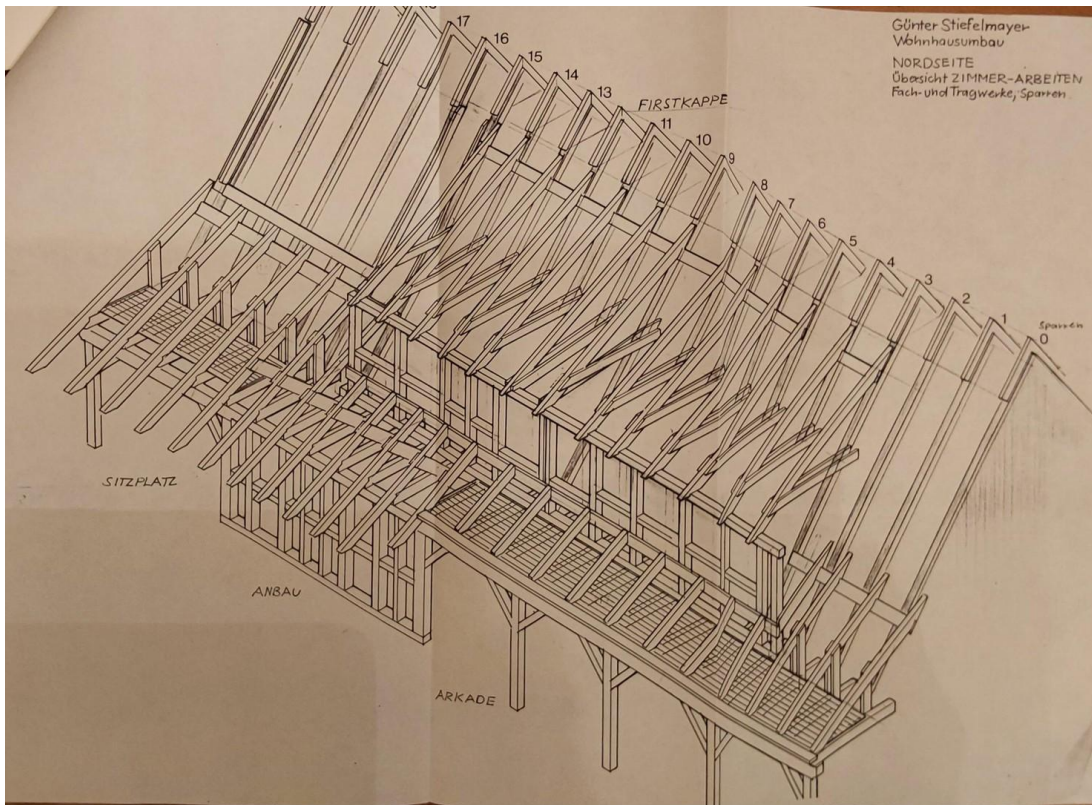 Günter Stiefelmayer
Wohnhausumbau
NORDSEITE
Übersicht ZIMMER-ARBEITEN
Fach-und Tragwerke, Sparren
17
16
15
14
13
FIRSTKAPPE
11
10
9
8
7
6
5
4
3
2
1
Sparren
0
SITZPLATZ
ANBAU
ARKADE